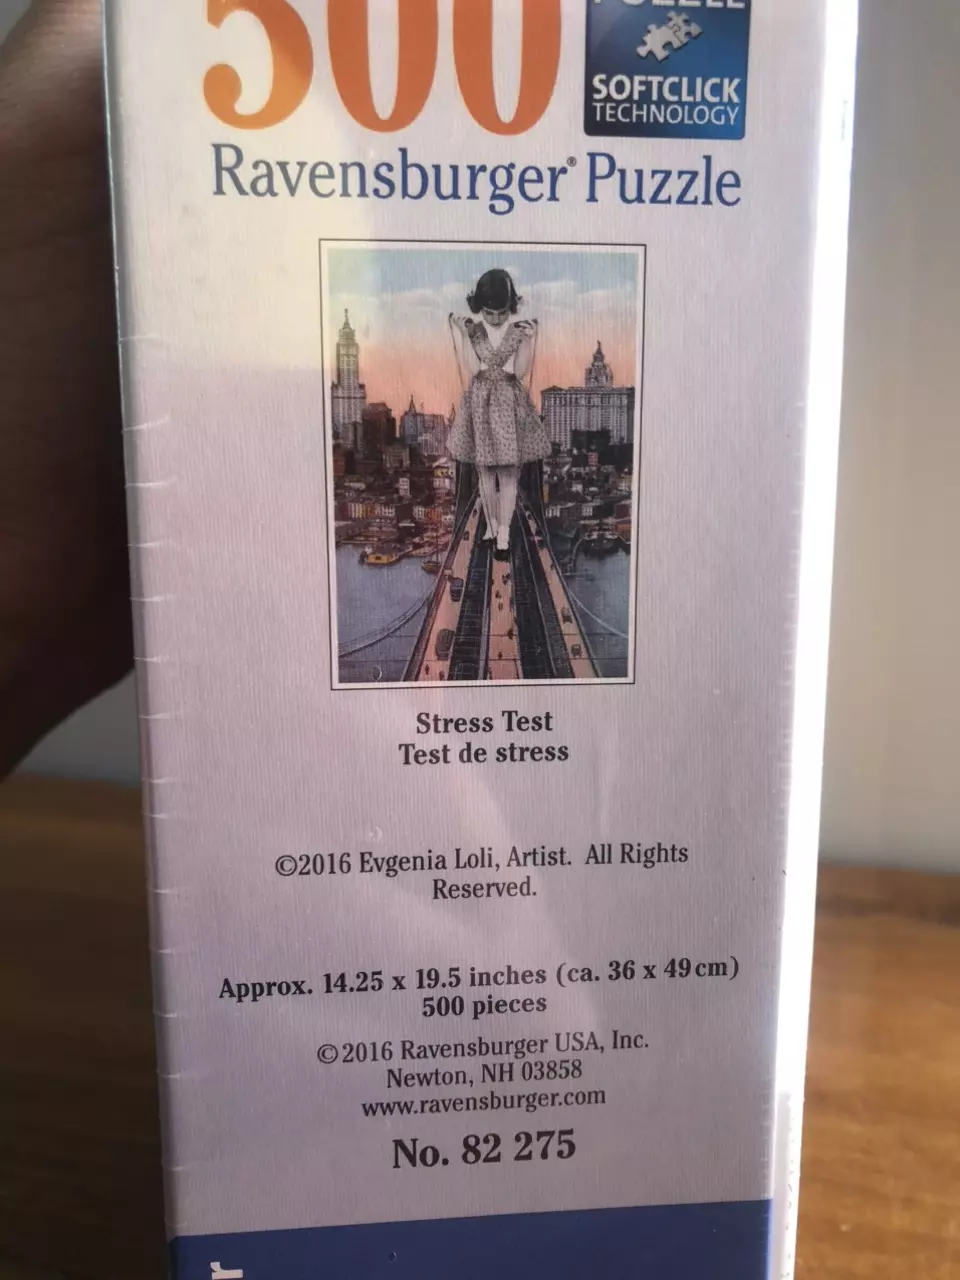 500
PUZZLE
SOFTCLICK
TECHNOLOGY
Ravensburger® Puzzle
Stress Test
Test de stress
©2016 Evgenia Loli, Artist. All Rights
Reserved.
Approx. 14.25 x 19.5 inches (ca. 36 x 49 cm)
500 pieces
©2016 Ravensburger USA, Inc.
Newton, NH 03858
www.ravensburger.com
No. 82 275
r